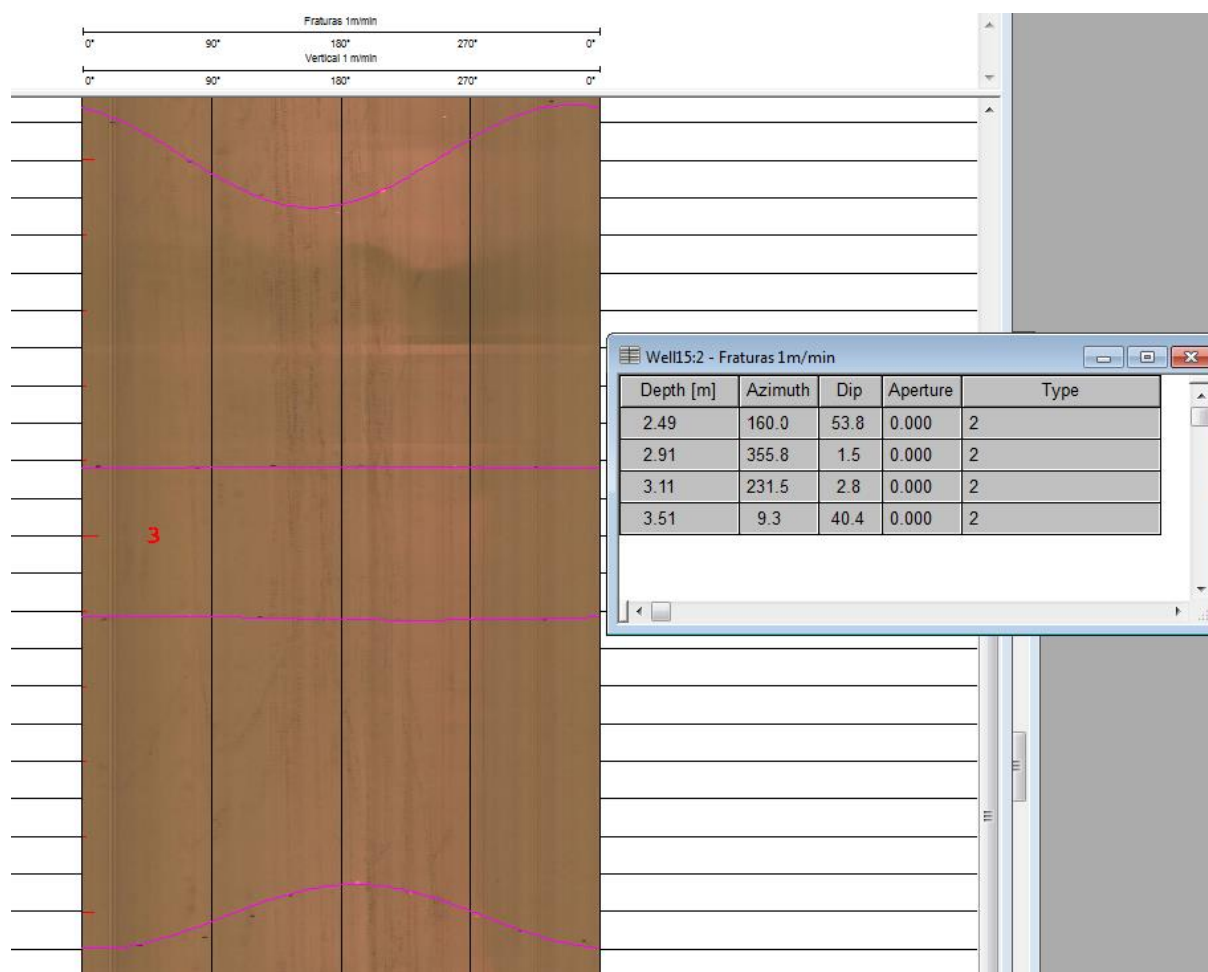 Fraturas 1m/min
0° 90° 180° 270° 0°
Vertical 1 m/min
0° 90° 180° 270° 0°
3
Well15:2 - Fraturas 1m/min
Depth [m] Azimuth Dip Aperture Type
2.49 160.0 53.8 0.000 2
2.91 355.8 1.5 0.000 2
3.11 231.5 2.8 0.000 2
3.51 9.3 40.4 0.000 2